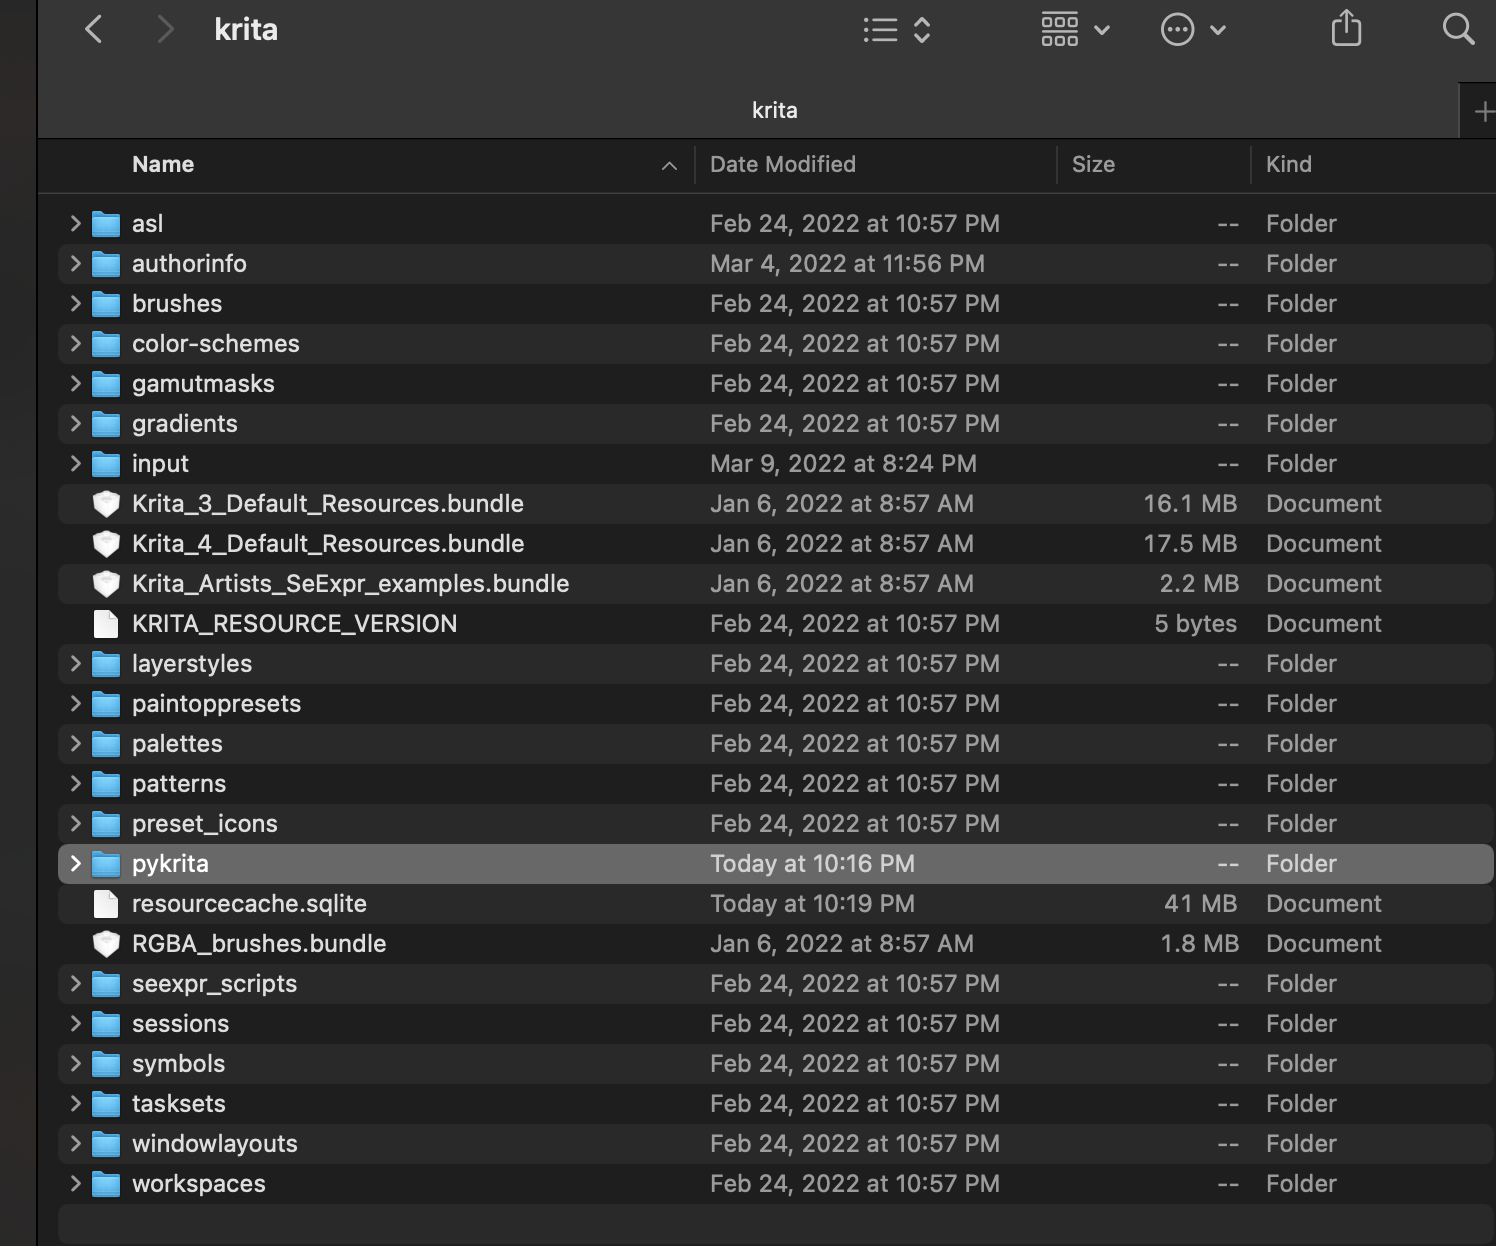 krita
krita
Name Date Modified Size Kind
asl Feb 24, 2022 at 10:57 PM -- Folder
authorinfo Mar 4, 2022 at 11:56 PM -- Folder
brushes Feb 24, 2022 at 10:57 PM -- Folder
color-schemes Feb 24, 2022 at 10:57 PM -- Folder
gamutmasks Feb 24, 2022 at 10:57 PM -- Folder
gradients Feb 24, 2022 at 10:57 PM -- Folder
input Mar 9, 2022 at 8:24 PM -- Folder
Krita_3_Default_Resources.bundle Jan 6, 2022 at 8:57 AM 16.1 MB Document
Krita_4_Default_Resources.bundle Jan 6, 2022 at 8:57 AM 17.5 MB Document
Krita_Artists_SeExpr_examples.bundle Jan 6, 2022 at 8:57 AM 2.2 MB Document
KRITA_RESOURCE_VERSION Feb 24, 2022 at 10:57 PM 5 bytes Document
layerstyles Feb 24, 2022 at 10:57 PM -- Folder
paintoppresets Feb 24, 2022 at 10:57 PM -- Folder
palettes Feb 24, 2022 at 10:57 PM -- Folder
patterns Feb 24, 2022 at 10:57 PM -- Folder
preset_icons Feb 24, 2022 at 10:57 PM -- Folder
pykrita Today at 10:16 PM -- Folder
resourcecache.sqlite Today at 10:19 PM 41 MB Document
RGBA_brushes.bundle Jan 6, 2022 at 8:57 AM 1.8 MB Document
seexpr_scripts Feb 24, 2022 at 10:57 PM -- Folder
sessions Feb 24, 2022 at 10:57 PM -- Folder
symbols Feb 24, 2022 at 10:57 PM -- Folder
tasksets Feb 24, 2022 at 10:57 PM -- Folder
windowlayouts Feb 24, 2022 at 10:57 PM -- Folder
workspaces Feb 24, 2022 at 10:57 PM -- Folder